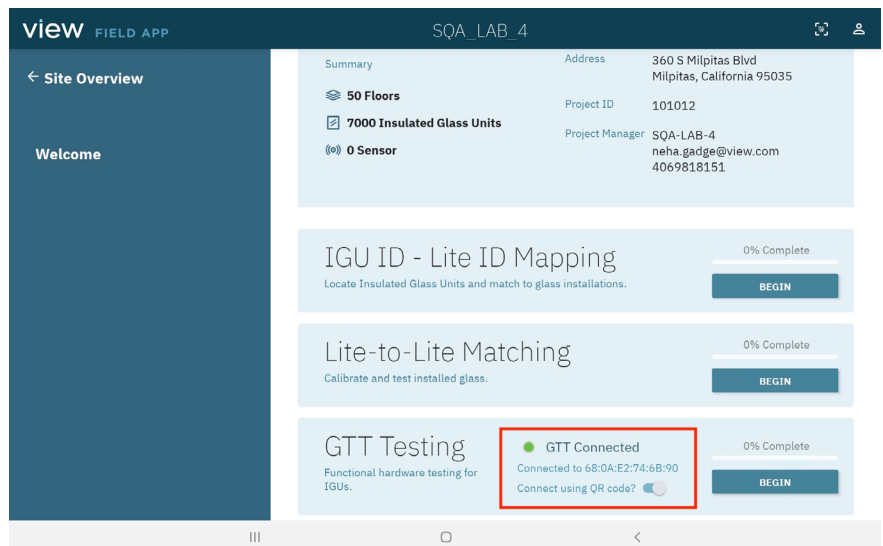 view FIELD APP
SQA_LAB_4
← Site Overview
Welcome
Summary
50 Floors
7000 Insulated Glass Units
0 Sensor
Address
360 S Milpitas Blvd
Milpitas, California 95035
Project ID
101012
Project Manager
SQA-LAB-4
neha.gadge@view.com
4069818151
IGU ID - Lite ID Mapping
Locate Insulated Glass Units and match to glass installations.
0% Complete
BEGIN
Lite-to-Lite Matching
Calibrate and test installed glass.
0% Complete
BEGIN
GTT Testing
Functional hardware testing for
IGUs.
GTT Connected
Connected to 68:0A:E2:74:6B:90
Connect using QR code?
0% Complete
BEGIN